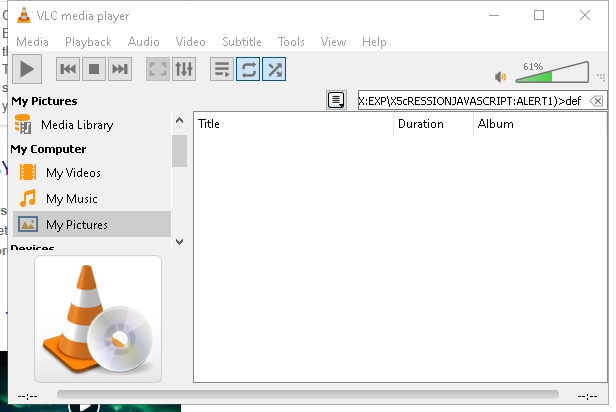 VLC media player
Media Playback Audio Video Subtitle Tools View Help
61%
My Pictures
X:EXP\X5cRESSIONJAVASCRIPT:ALERT1)>def
Media Library
Title Duration Album
My Computer
My Videos
My Music
My Pictures
Devices
--:-- --:--